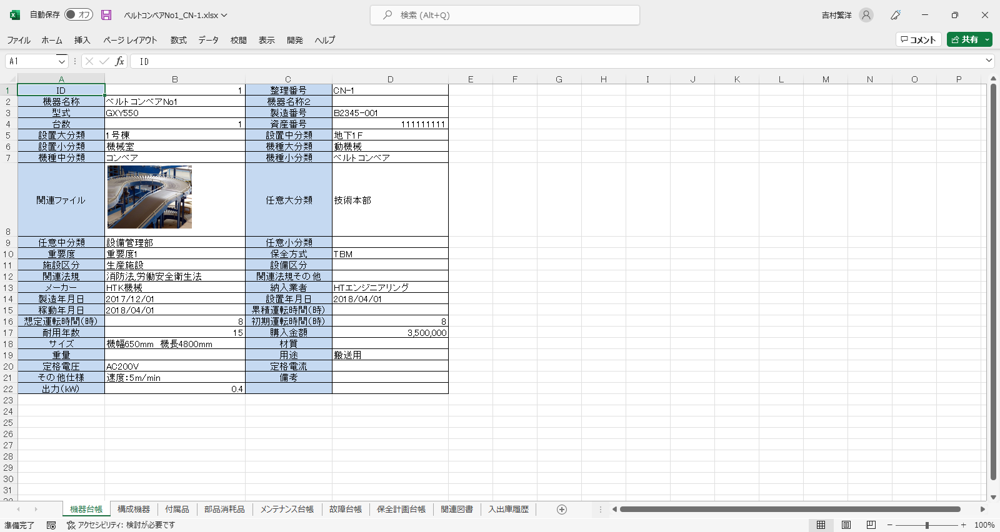 自動保存 オフ ベルトコンベアNo1_CN-1.xlsx 検索 (Alt+Q) 吉村繁洋
ファイル ホーム 挿入 ページ レイアウト 数式 データ 校閲 表示 開発 ヘルプ コメント 共有
A1 fx ID
A B C D E F G H I J K L M N O P
1 ID 1 整理番号 CN-1
2 機器名称 ベルトコンベアNo1 機器名称2
3 型式 GXY550 製造番号 B2345-001
4 台数 1 資産番号 111111111
5 設置大分類 1号棟 設置中分類 地下1F
6 設置小分類 機械室 機種大分類 動機械
7 機種中分類 コンベア 機種小分類 ベルトコンベア
8 関連ファイル 任意大分類 技術本部
9 任意中分類 設備管理部 任意小分類
10 重要度 重要度1 保全方式 TBM
11 施設区分 生産施設 設備区分
12 関連法規 消防法,労働安全衛生法 関連法規その他
13 メーカー HTK機械 納入業者 HTエンジニアリング
14 製造年月日 2017/12/01 設置年月日 2018/04/01
15 稼動年月日 2018/04/01 累積運転時間(時)
16 想定運転時間(時) 8 初期運転時間(時) 8
17 耐用年数 15 購入金額 3,500,000
18 サイズ 機幅650mm 機長4800mm 材質
19 重量 用途 搬送用
20 定格電圧 AC200V 定格電流
21 その他仕様 速度:5m/min 備考
22 出力(kW) 0.4
23
24
25
26
27
28
29
30
31
機器台帳 構成機器 付属品 部品消耗品 メンテナンス台帳 故障台帳 保全計画台帳 関連図書 入出庫履歴
準備完了 アクセシビリティ: 検討が必要です 100%